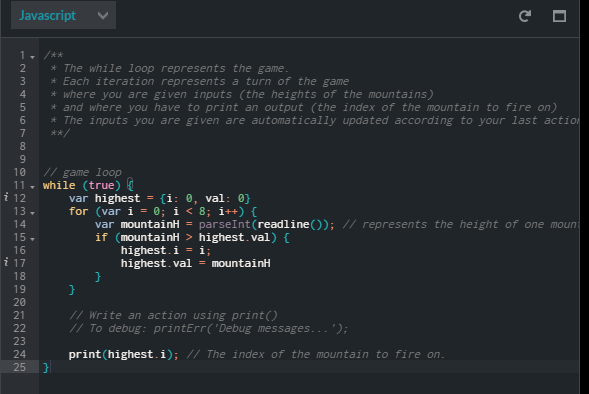 Javascript
1 /**
2  * The while loop represents the game.
3  * Each iteration represents a turn of the game
4  * where you are given inputs (the heights of the mountains)
5  * and where you have to print an output (the index of the mountain to fire on)
6  * The inputs you are given are automatically updated according to your last
7  **/
8
9
10 // game loop
11 while (true) {
i 12     var highest = {i: 0, val: 0}
13     for (var i = 0; i < 8; i++) {
14         var mountainH = parseInt(readline()); // represents the height of one
15         if (mountainH > highest.val) {
16             highest.i = i;
i 17             highest.val = mountainH
18         }
19     }
20
21     // Write an action using print()
22     // To debug: printErr('Debug messages...');
23
24     print(highest.i); // The index of the mountain to fire on.
25 }